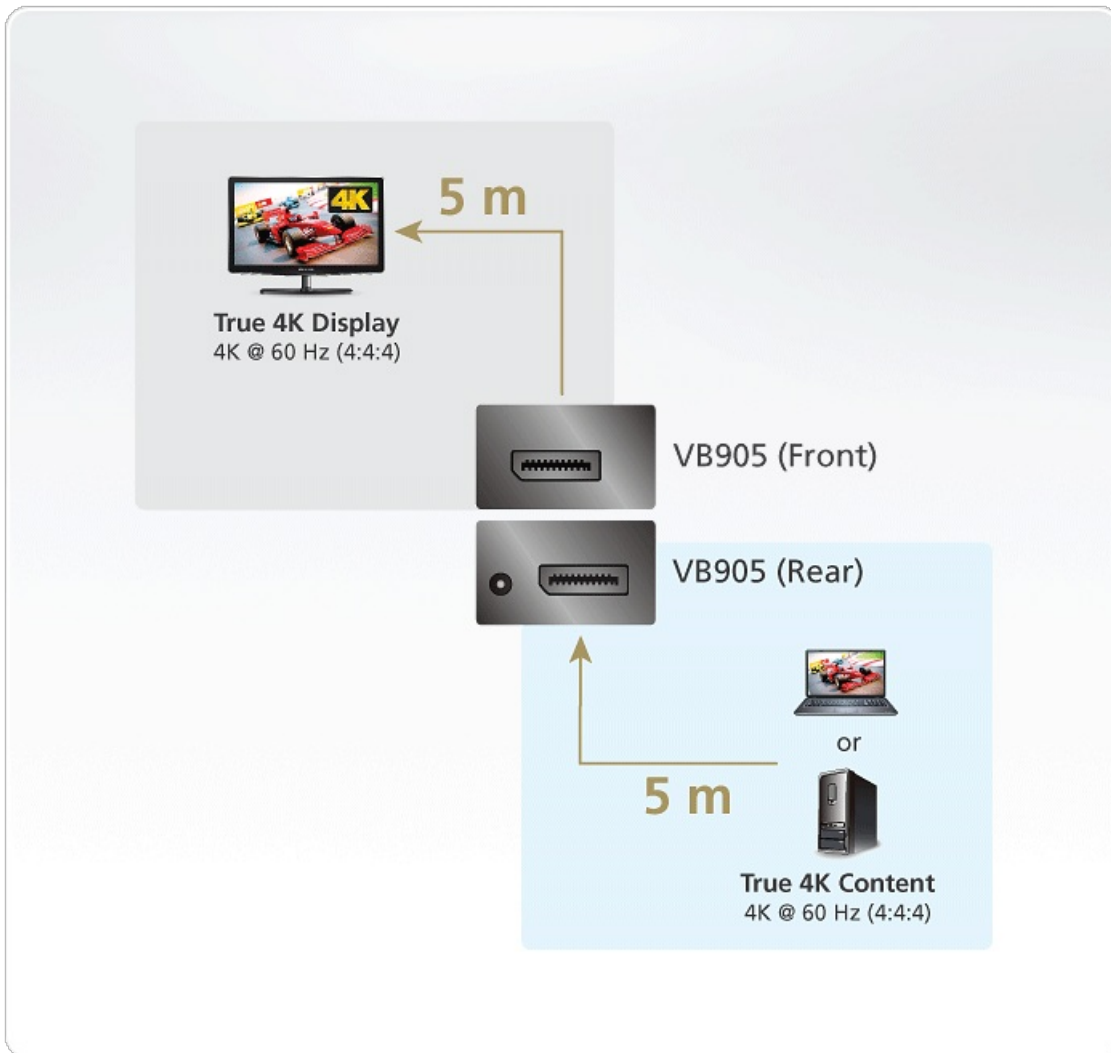 4K
5 m
True 4K Display
4K @ 60 Hz (4:4:4)
VB905 (Front)
VB905 (Rear)
or
5 m
True 4K Content
4K @ 60 Hz (4:4:4)